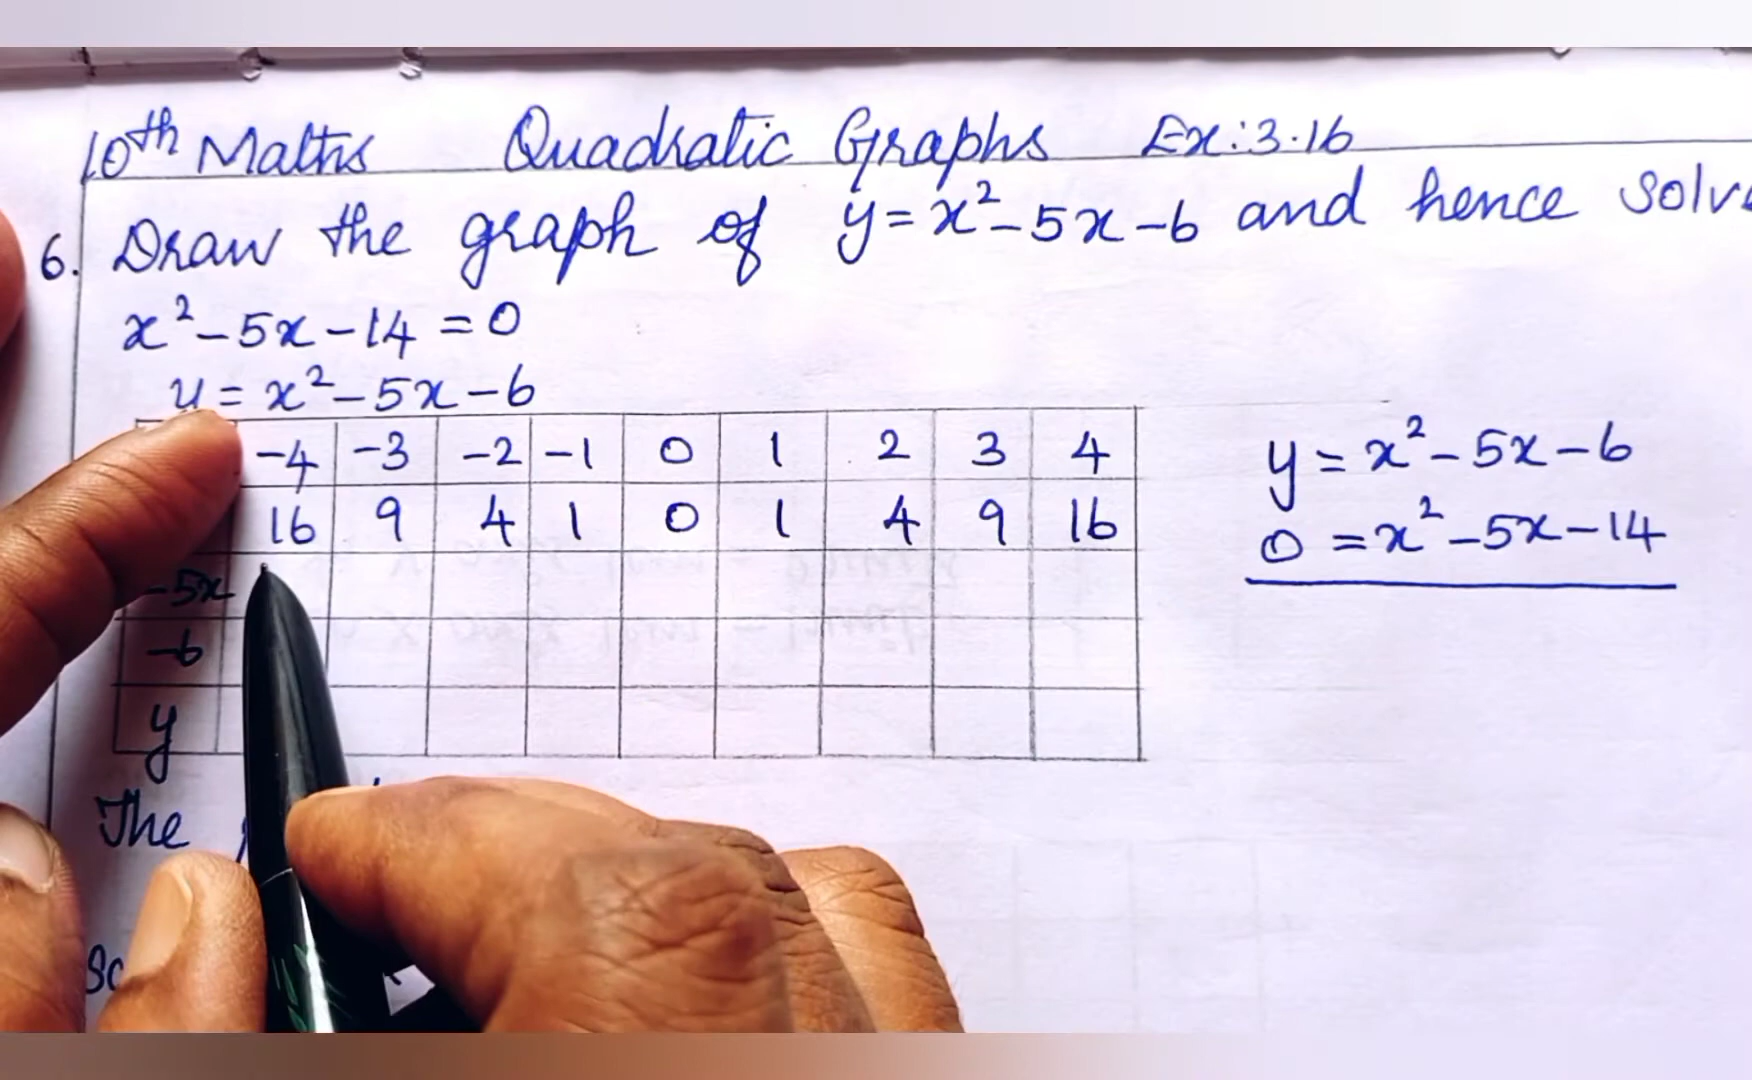 10th Maths Quadratic Graphs Ex:3.16
6. Draw the graph of y=x²-5x-6 and hence solve
x²-5x-14=0
y=x²-5x-6
-4 -3 -2 -1 0 1 2 3 4
16 9 4 1 0 1 4 9 16
-5x
-6
y
y=x²-5x-6
0=x²-5x-14
The